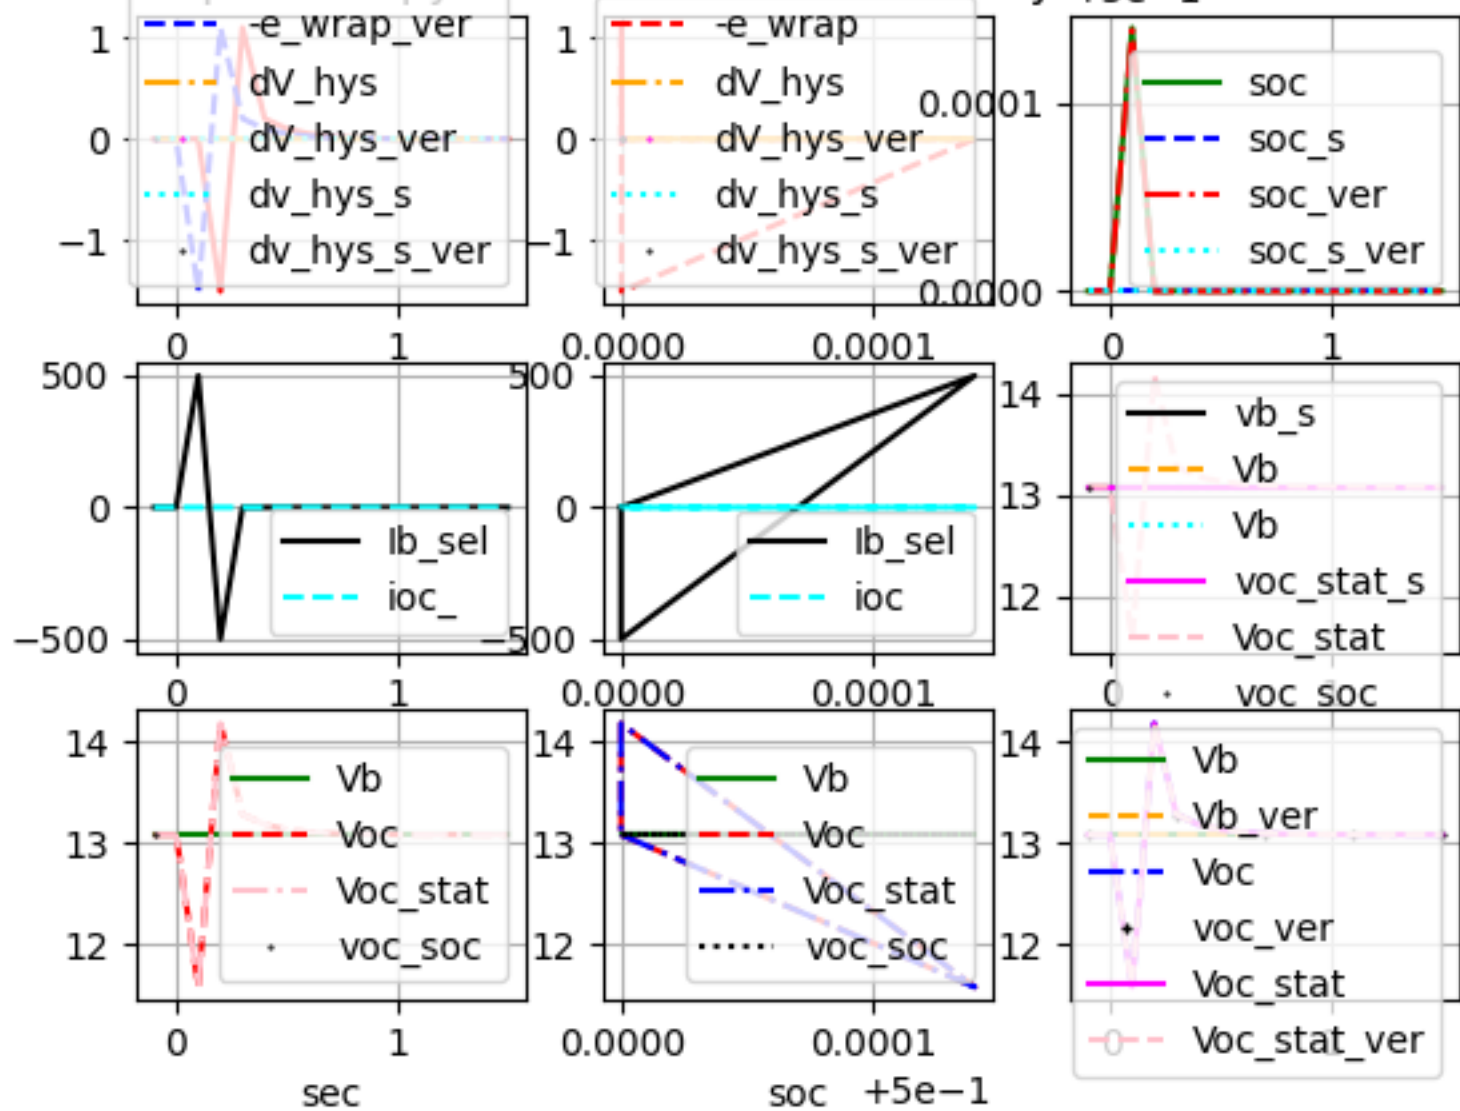 -e_wrap_ver
dV_hys
dV_hys_ver
dv_hys_s
dv_hys_s_ver
1
0
−1
0
1
-e_wrap
dV_hys
dV_hys_ver
dv_hys_s
dv_hys_s_ver
1
0
−1
0.0000
0.0001
soc
soc_s
soc_ver
soc_s_ver
0.0001
0.0000
0
1
500
0
−500
Ib_sel
ioc_
0
1
500
0
−500
Ib_sel
ioc
0.0000
0.0001
14
13
12
vb_s
Vb
Vb
voc_stat_s
Voc_stat
voc_soc
0
14
13
12
Vb
Voc
Voc_stat
voc_soc
0
1
sec
14
13
12
Vb
Voc
Voc_stat
voc_soc
0.0000
0.0001
soc +5e−1
14
13
12
Vb
Vb_ver
Voc
voc_ver
Voc_stat
Voc_stat_ver
0